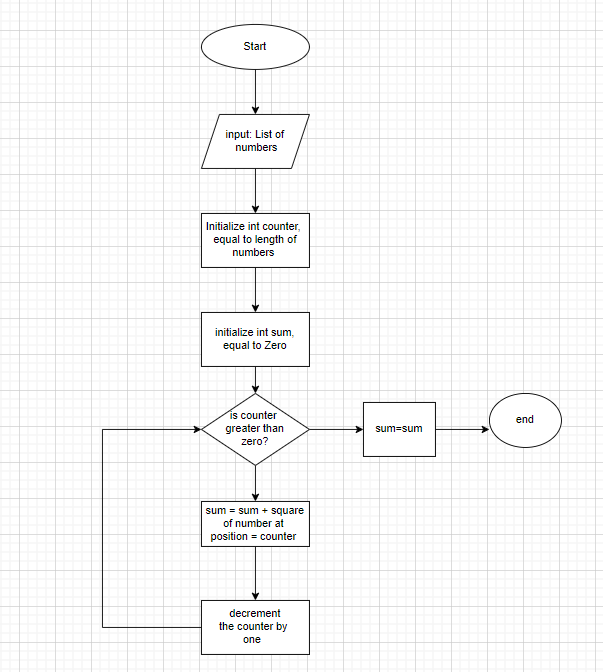 Start
input: List of
numbers
Initialize int counter,
equal to length of
numbers
initialize int sum,
equal to Zero
is counter
greater than
zero?
sum=sum
end
sum = sum + square
of number at
position = counter
decrement
the counter by
one